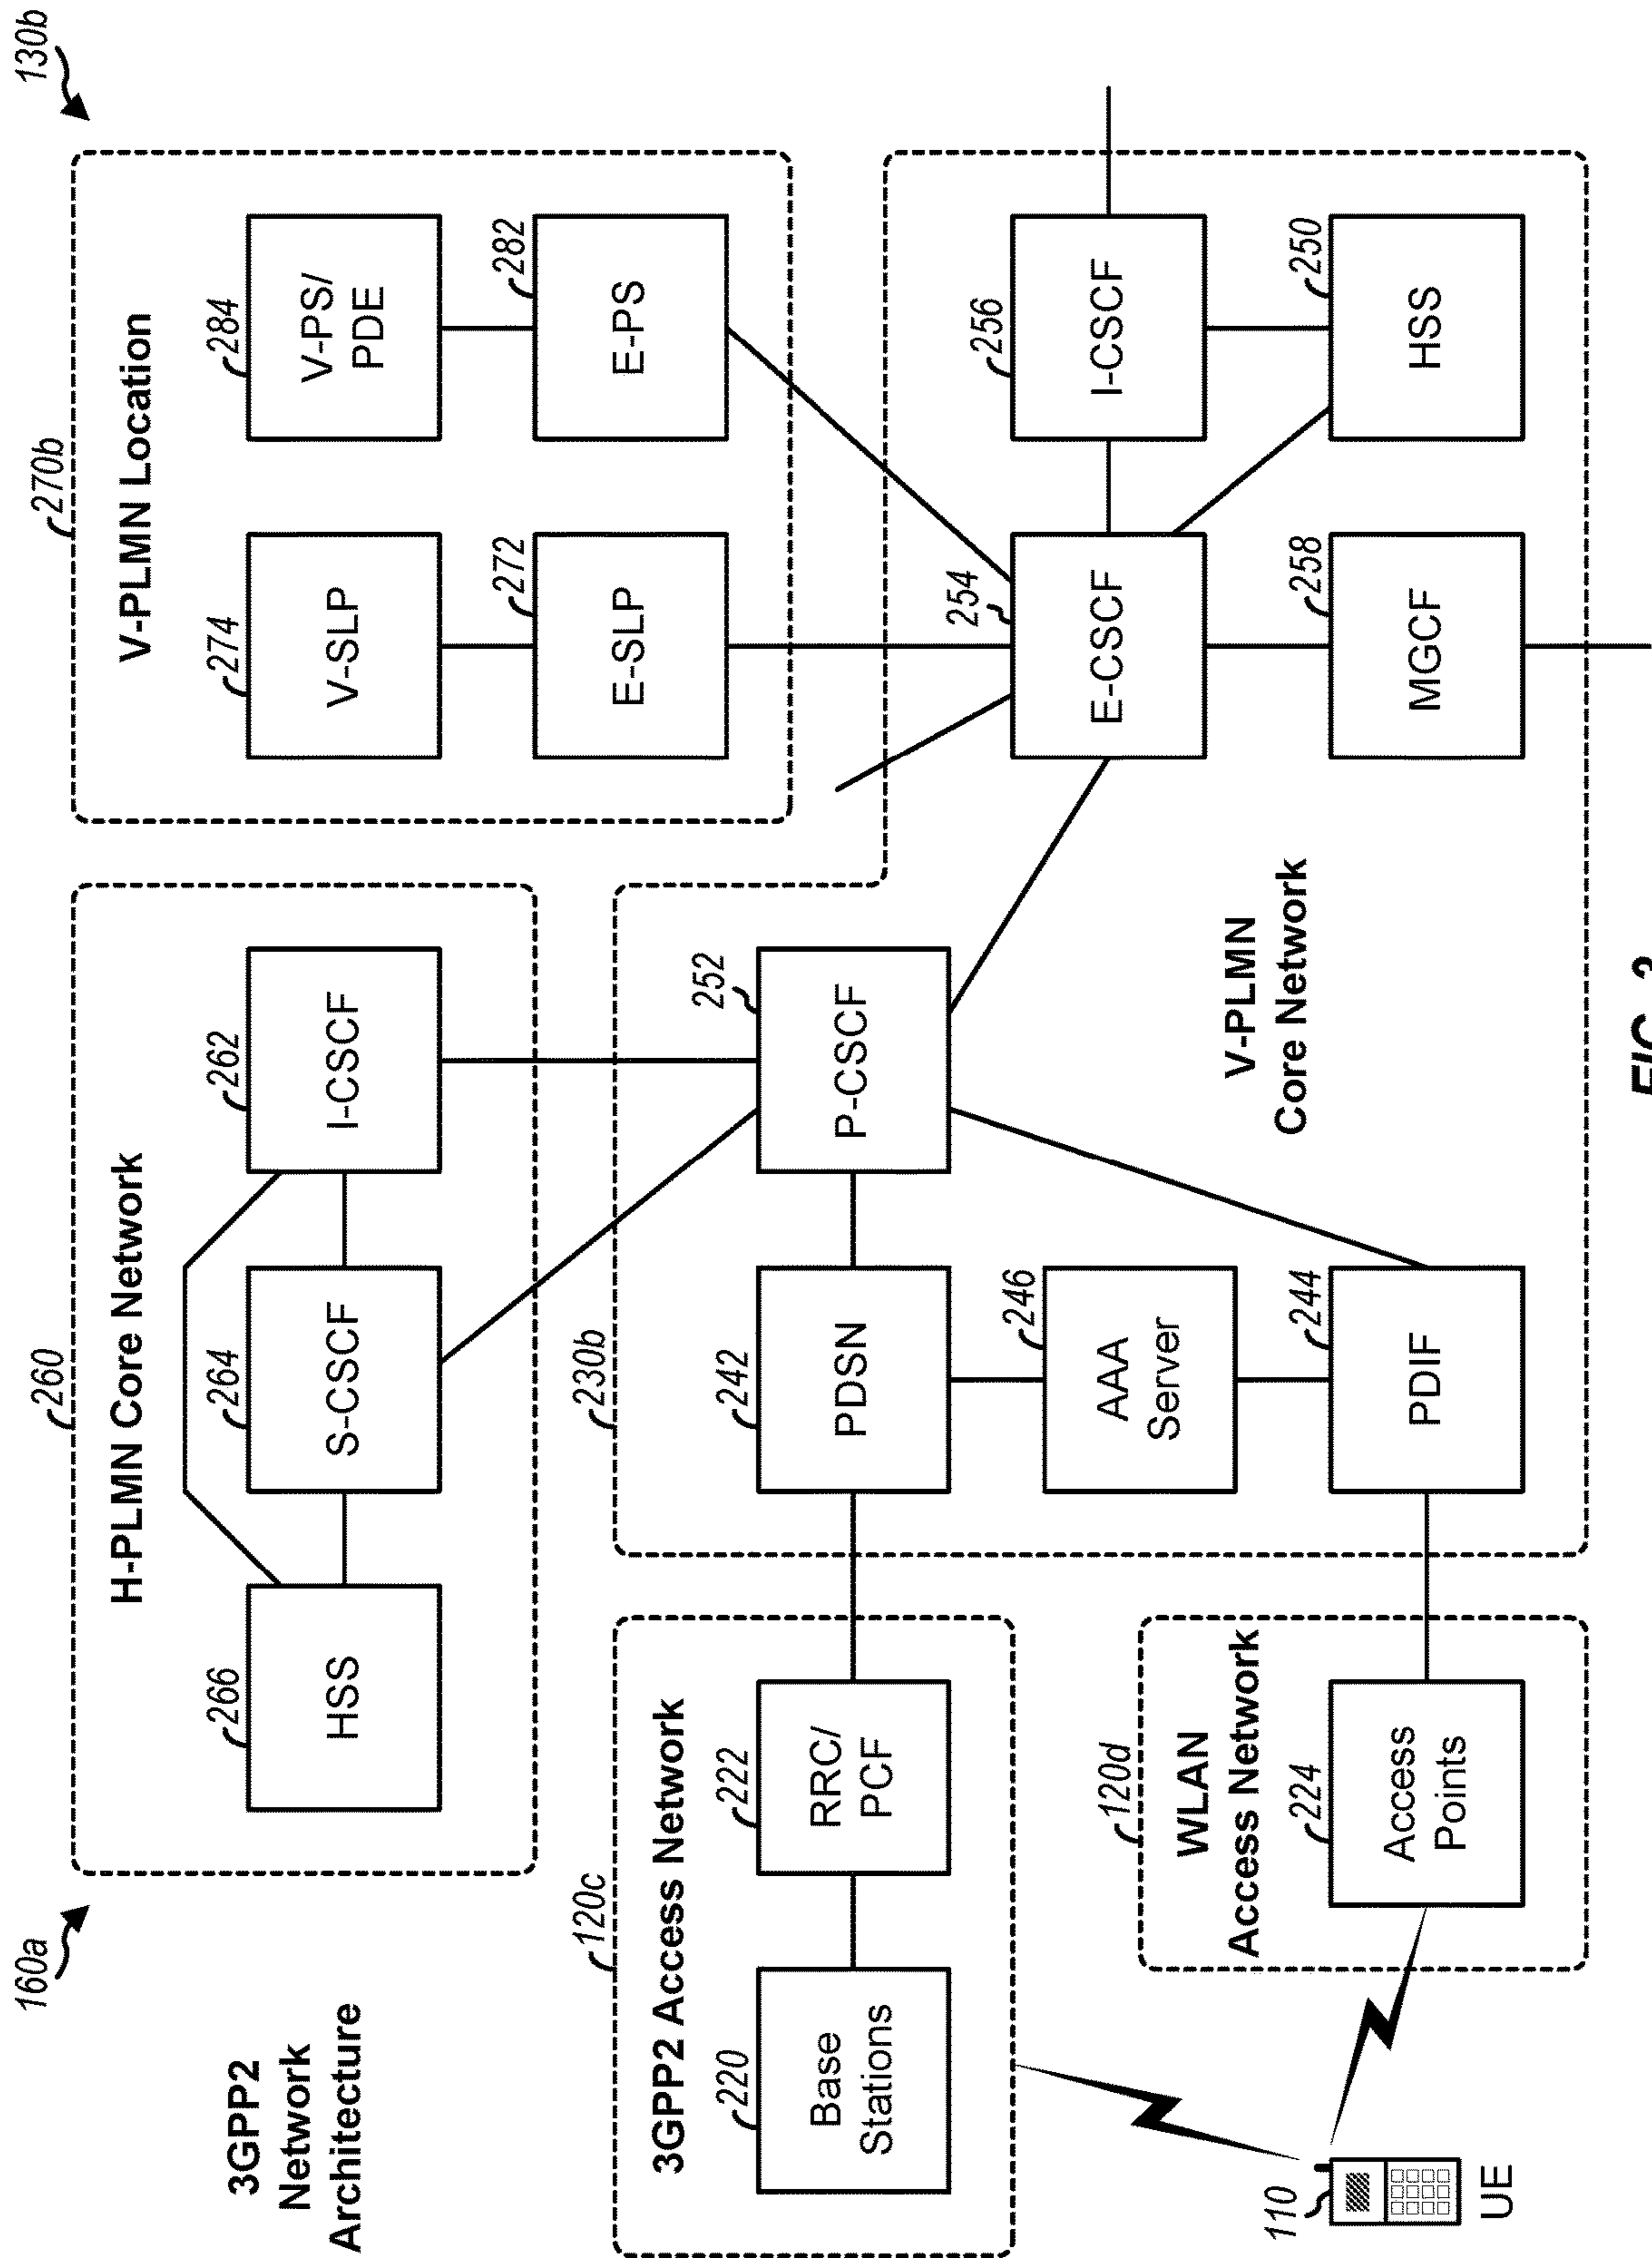 160a
130b
3GPP2
Network
Architecture
260
H-PLMN Core Network
266
HSS
264
S-CSCF
262
I-CSCF
270b
V-PLMN Location
274
V-SLP
284
V-PS/
PDE
272
E-SLP
282
E-PS
120c
3GPP2 Access Network
220
Base
Stations
222
RRC/
PCF
230b
242
PDSN
252
P-CSCF
246
AAA
Server
244
PDIF
254
E-CSCF
256
I-CSCF
258
MGCF
250
HSS
V-PLMN
Core Network
120d
WLAN
Access Network
224
Access
Points
110
UE
FIG.